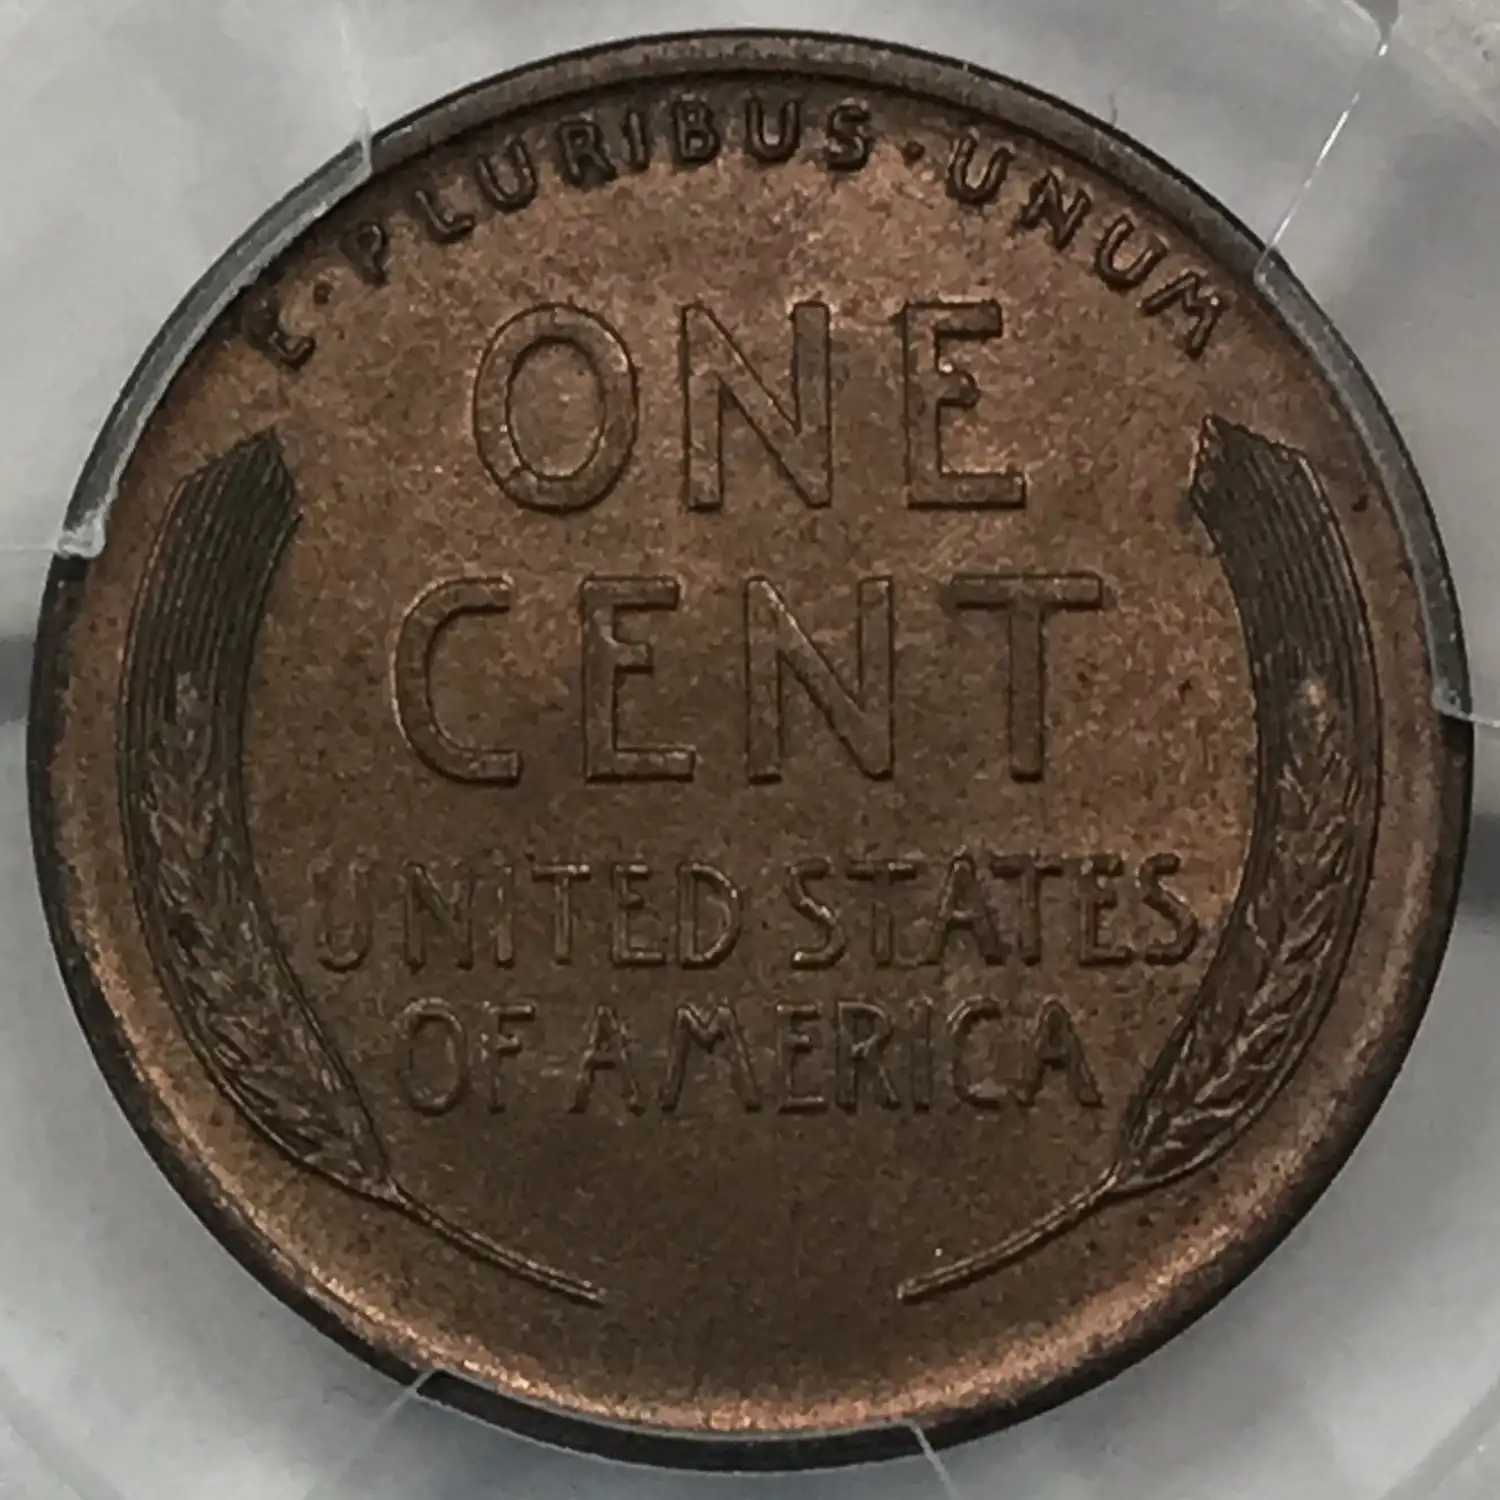 E·PLURIBUS·UNUM
ONE
CENT
UNITED STATES
OF AMERICA